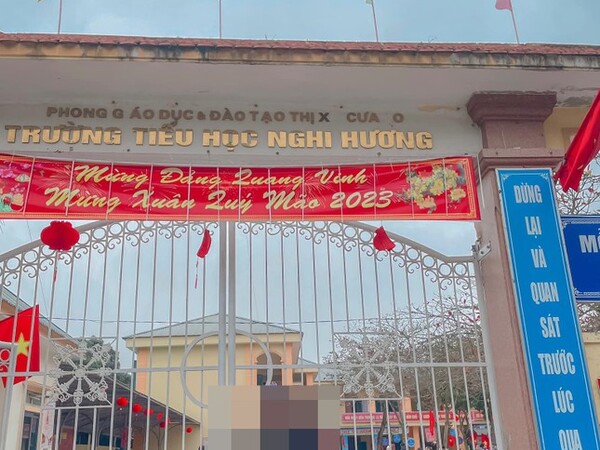 PHONG G ÁO DỤC & ĐÀO TẠO THỊ X CỬA O
TRƯỜNG TIỂU HỌC NGHI HƯƠNG
Mừng Đảng Quang Vinh
Mừng Xuân Quý Mão 2023
DỪNG
LẠI
VÀ
QUAN
SÁT
TRƯỚC
LÚC
QUA